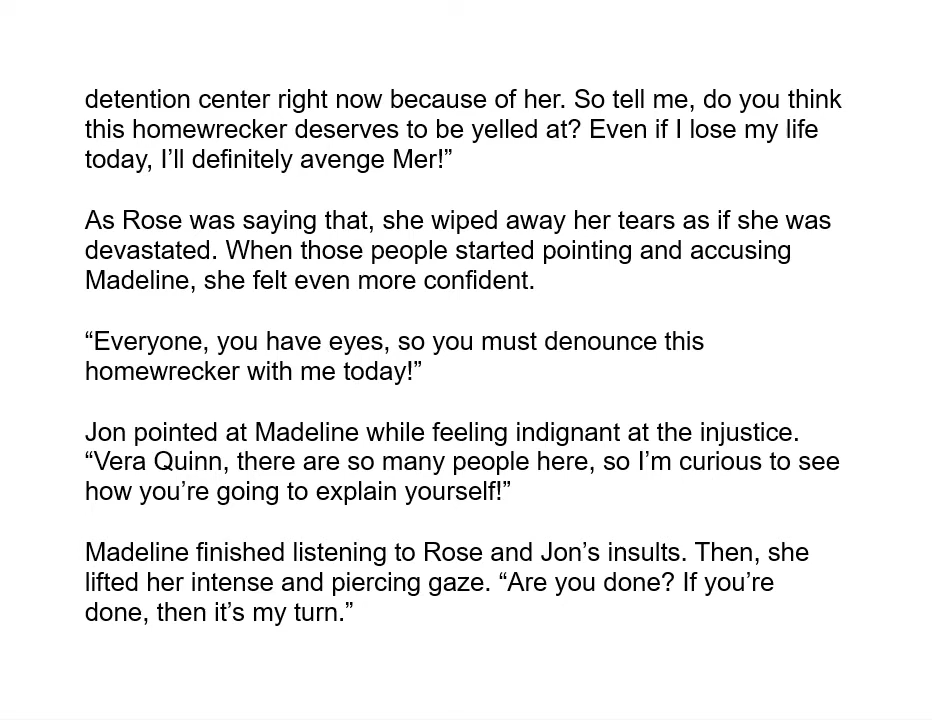 detention center right now because of her. So tell me, do you think
this homewrecker deserves to be yelled at? Even if I lose my life
today, I’ll definitely avenge Mer!”
As Rose was saying that, she wiped away her tears as if she was
devastated. When those people started pointing and accusing
Madeline, she felt even more confident.
“Everyone, you have eyes, so you must denounce this
homewrecker with me today!”
Jon pointed at Madeline while feeling indignant at the injustice.
“Vera Quinn, there are so many people here, so I’m curious to see
how you’re going to explain yourself!”
Madeline finished listening to Rose and Jon’s insults. Then, she
lifted her intense and piercing gaze. “Are you done? If you’re
done, then it’s my turn.”